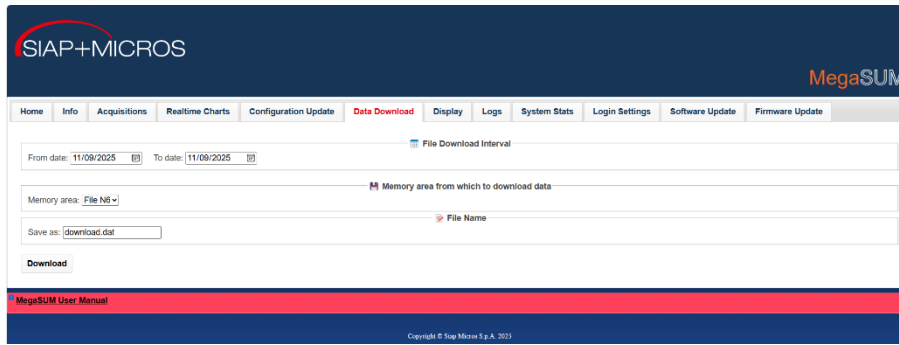 SIAP+MICROS
MegaSUM
Home Info Acquisitions Realtime Charts Configuration Update Data Download Display Logs System Stats Login Settings Software Update Firmware Update
File Download Interval
From date: 11/09/2025 To date: 11/09/2025
Memory area from which to download data
Memory area: File N6
File Name
Save as: download.dat
Download
MegaSUM User Manual
Copyright © Siap Micros S.p.A. 2025